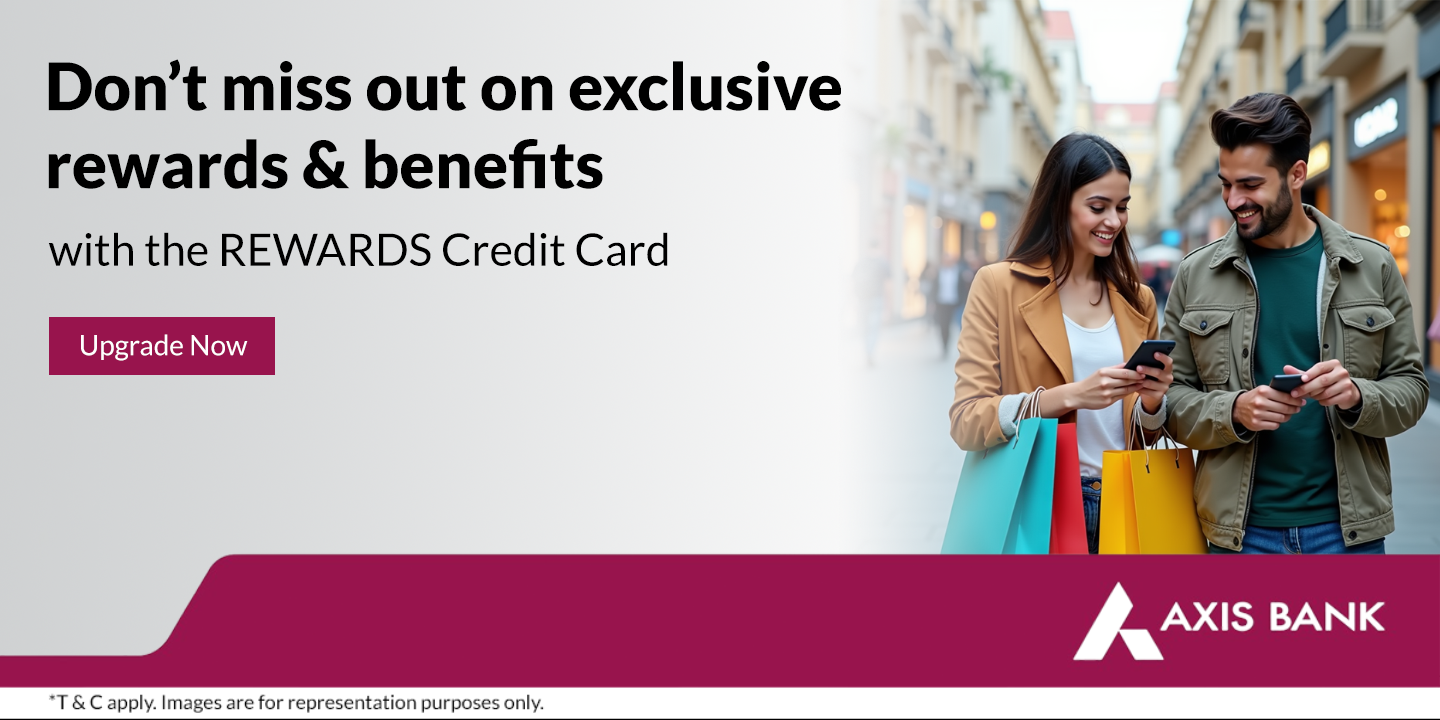 Don’t miss out on exclusive
rewards & benefits
with the REWARDS Credit Card
Upgrade Now
AXIS BANK
*T & C apply. Images are for representation purposes only.